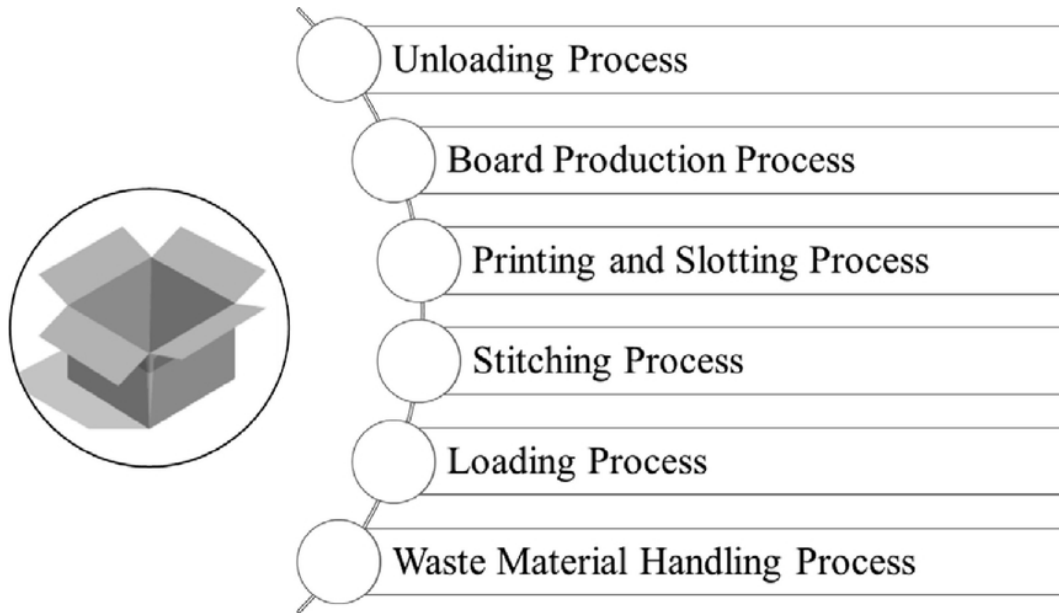 Unloading Process
Board Production Process
Printing and Slotting Process
Stitching Process
Loading Process
Waste Material Handling Process